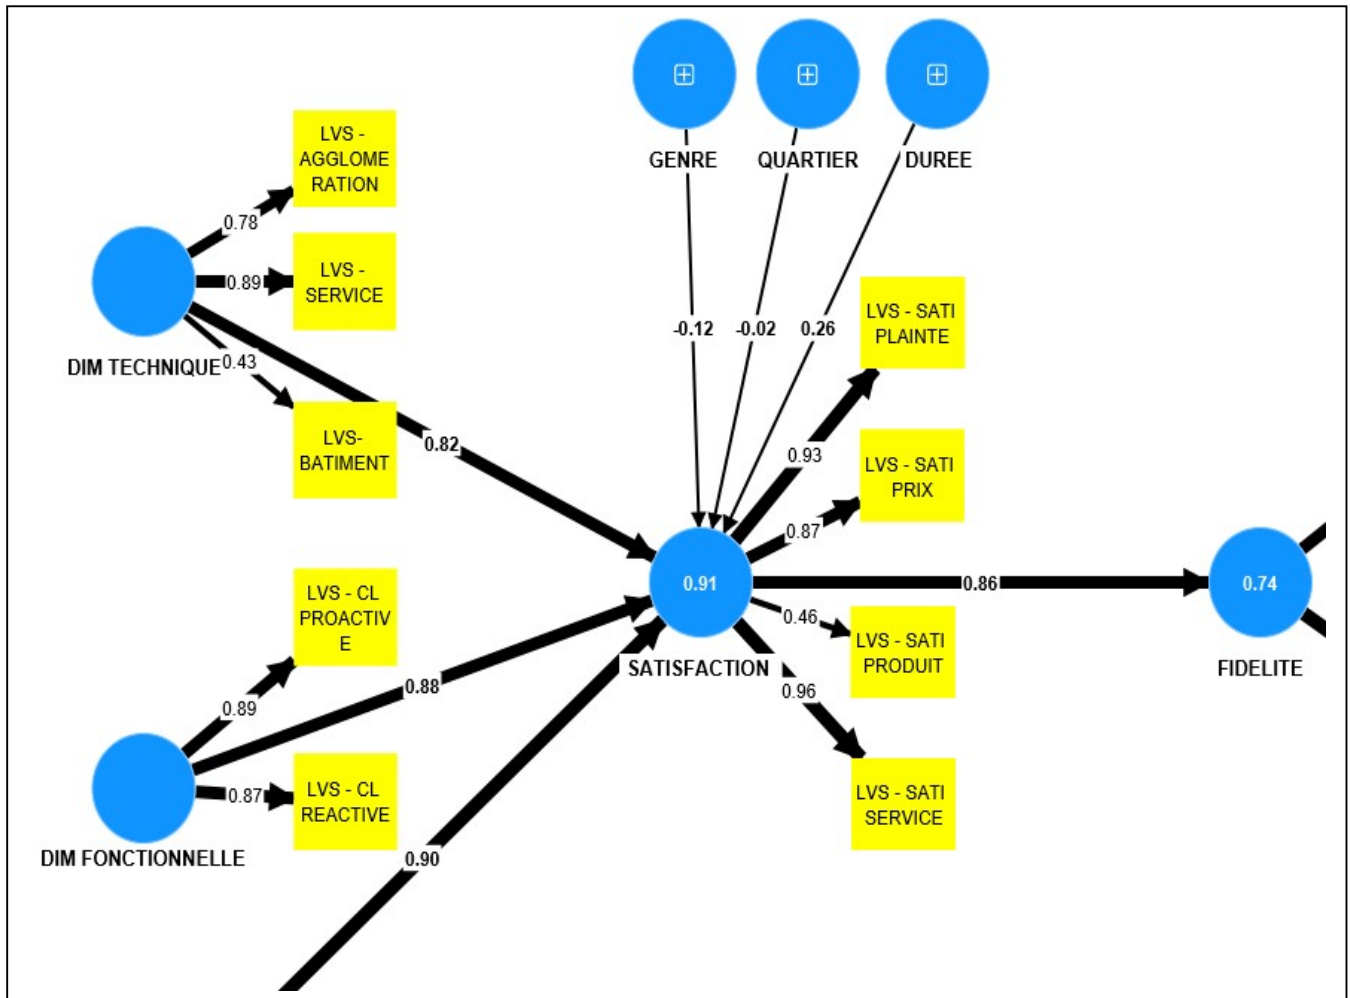 GENRE
QUARTIER
DUREE
LVS -
AGGLOME
RATION
0.78
LVS -
SERVICE
0.89
DIM TECHNIQUE
0.43
LVS-
BATIMENT
0.82
-0.12
-0.02
0.26
LVS - SATI
PLAINTE
0.93
LVS - SATI
PRIX
0.87
0.91
SATISFACTION
0.86
0.74
FIDELITE
0.46
LVS - SATI
PRODUIT
0.96
LVS - SATI
SERVICE
LVS - CL
PROACTIV
E
0.89
0.88
LVS - CL
REACTIVE
0.87
DIM FONCTIONNELLE
0.90